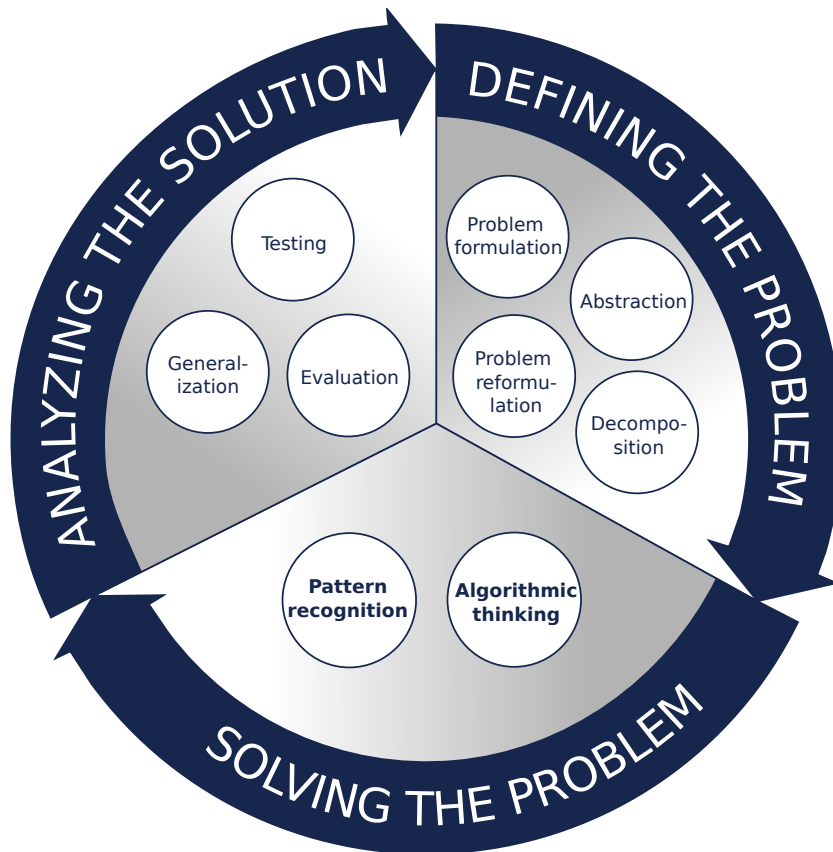 ANALYZING THE SOLUTION
DEFINING THE PROBLEM
Testing
General-
ization
Evaluation
Problem
formulation
Abstraction
Problem
reformu-
lation
Decompo-
sition
Pattern
recognition
Algorithmic
thinking
SOLVING THE PROBLEM